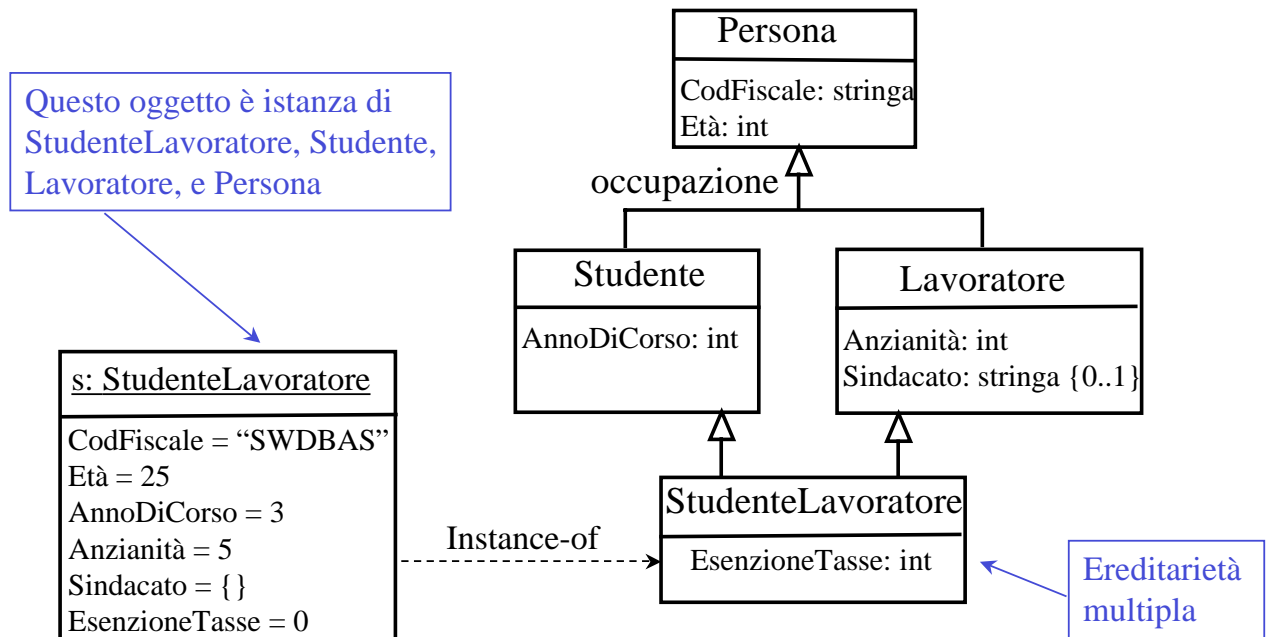 Persona
CodFiscale: stringa
Età: int
Questo oggetto è istanza di
StudenteLavoratore, Studente,
Lavoratore, e Persona
occupazione
Studente
AnnoDiCorso: int
Lavoratore
Anzianità: int
Sindacato: stringa {0..1}
s: StudenteLavoratore
CodFiscale = “SWDBAS”
Età = 25
AnnoDiCorso = 3
Anzianità = 5
Sindacato = {}
EsenzioneTasse = 0
Instance-of
StudenteLavoratore
EsenzioneTasse: int
Ereditarietà
multipla